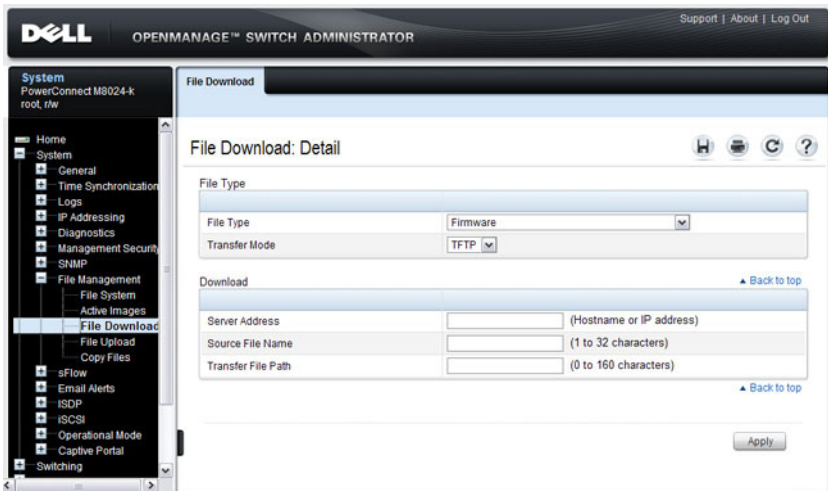 Support | About | Log Out
DELL
OPENMANAGE™ SWITCH ADMINISTRATOR
System
PowerConnect M8024-k
root, r/w
File Download
Home
System
General
Time Synchronization
Logs
IP Addressing
Diagnostics
Management Security
SNMP
File Management
File System
Active Images
File Download
File Upload
Copy Files
sFlow
Email Alerts
ISDP
iSCSI
Operational Mode
Captive Portal
Switching
File Download: Detail
File Type
File Type Firmware
Transfer Mode TFTP
Download ▲ Back to top
Server Address (Hostname or IP address)
Source File Name (1 to 32 characters)
Transfer File Path (0 to 160 characters)
▲ Back to top
Apply